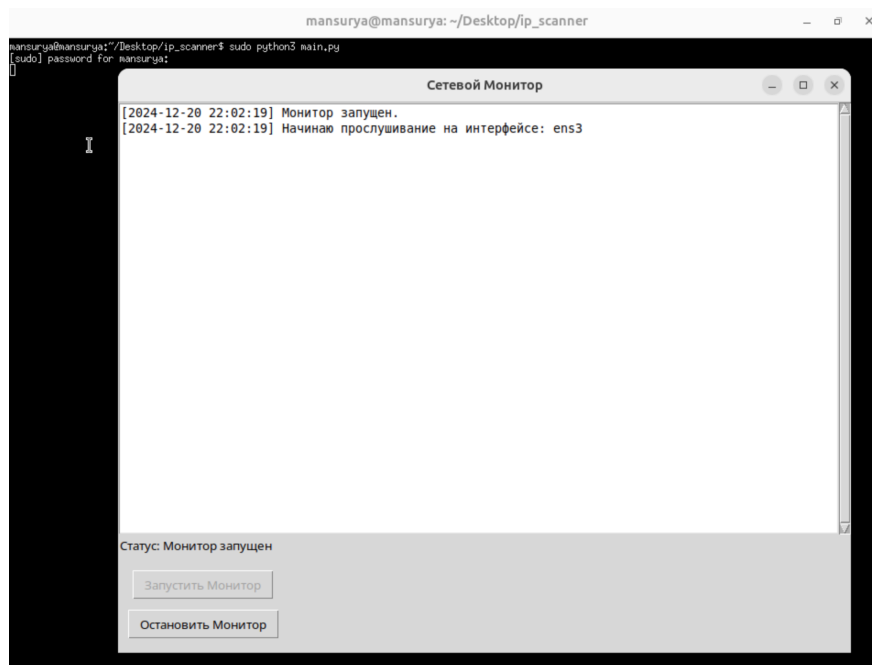 mansurya@mansurya: ~/Desktop/ip_scanner
mansurya@mansurya:~/Desktop/ip_scanner$ sudo python3 main.py
[sudo] password for mansurya:
Сетевой Монитор
[2024-12-20 22:02:19] Монитор запущен.
[2024-12-20 22:02:19] Начинаю прослушивание на интерфейсе: ens3
Статус: Монитор запущен
Запустить Монитор
Остановить Монитор